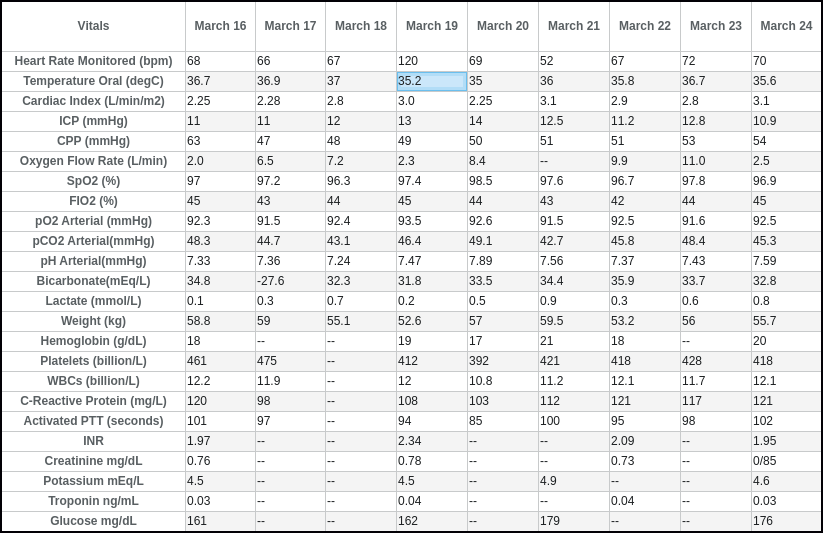 Vitals March 16 March 17 March 18 March 19 March 20 March 21 March 22 March 23 March 24
Heart Rate Monitored (bpm) 68 66 67 120 69 52 67 72 70
Temperature Oral (degC) 36.7 36.9 37 35.2 35 36 35.8 36.7 35.6
Cardiac Index (L/min/m2) 2.25 2.28 2.8 3.0 2.25 3.1 2.9 2.8 3.1
ICP (mmHg) 11 11 12 13 14 12.5 11.2 12.8 10.9
CPP (mmHg) 63 47 48 49 50 51 51 53 54
Oxygen Flow Rate (L/min) 2.0 6.5 7.2 2.3 8.4 -- 9.9 11.0 2.5
SpO2 (%) 97 97.2 96.3 97.4 98.5 97.6 96.7 97.8 96.9
FIO2 (%) 45 43 44 45 44 43 42 44 45
pO2 Arterial (mmHg) 92.3 91.5 92.4 93.5 92.6 91.5 92.5 91.6 92.5
pCO2 Arterial(mmHg) 48.3 44.7 43.1 46.4 49.1 42.7 45.8 48.4 45.3
pH Arterial(mmHg) 7.33 7.36 7.24 7.47 7.89 7.56 7.37 7.43 7.59
Bicarbonate(mEq/L) 34.8 -27.6 32.3 31.8 33.5 34.4 35.9 33.7 32.8
Lactate (mmol/L) 0.1 0.3 0.7 0.2 0.5 0.9 0.3 0.6 0.8
Weight (kg) 58.8 59 55.1 52.6 57 59.5 53.2 56 55.7
Hemoglobin (g/dL) 18 -- -- 19 17 21 18 -- 20
Platelets (billion/L) 461 475 -- 412 392 421 418 428 418
WBCs (billion/L) 12.2 11.9 -- 12 10.8 11.2 12.1 11.7 12.1
C-Reactive Protein (mg/L) 120 98 -- 108 103 112 121 117 121
Activated PTT (seconds) 101 97 -- 94 85 100 95 98 102
INR 1.97 -- -- 2.34 -- -- 2.09 -- 1.95
Creatinine mg/dL 0.76 -- -- 0.78 -- -- 0.73 -- 0/85
Potassium mEq/L 4.5 -- -- 4.5 -- 4.9 -- -- 4.6
Troponin ng/mL 0.03 -- -- 0.04 -- -- 0.04 -- 0.03
Glucose mg/dL 161 -- -- 162 -- 179 -- -- 176